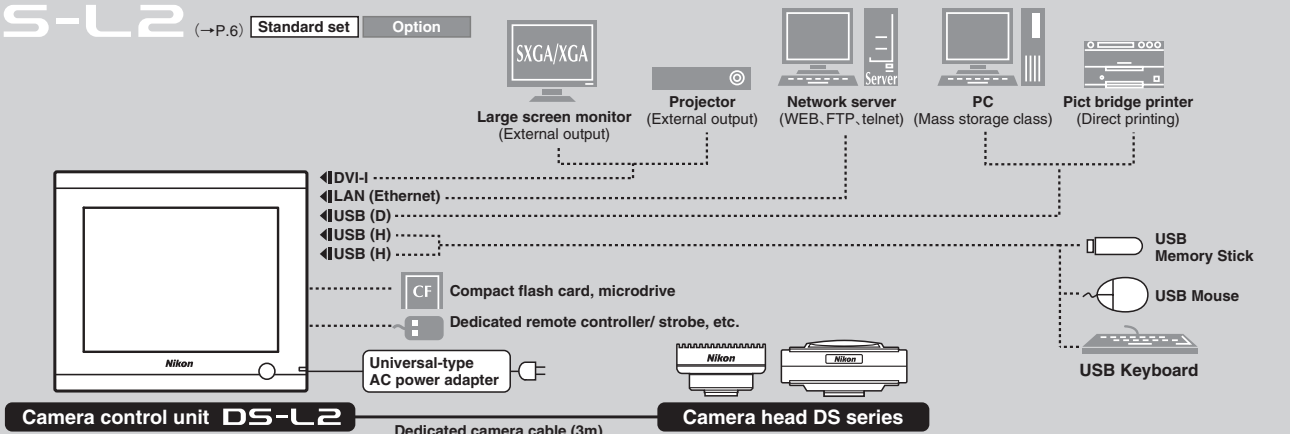 S-L2 (→P.6) Standard set Option
SXGA/XGA
Server
Large screen monitor
(External output)
Projector
(External output)
Network server
(WEB、FTP、telnet)
PC
(Mass storage class)
Pict bridge printer
(Direct printing)
DVI-I
LAN (Ethernet)
USB (D)
USB (H)
USB (H)
USB
Memory Stick
USB Mouse
USB Keyboard
CF
Compact flash card, microdrive
Dedicated remote controller/ strobe, etc.
Nikon
Universal-type
AC power adapter
Nikon
Nikon
Camera control unit DS-L2
Dedicated camera cable (3m)
Camera head DS series